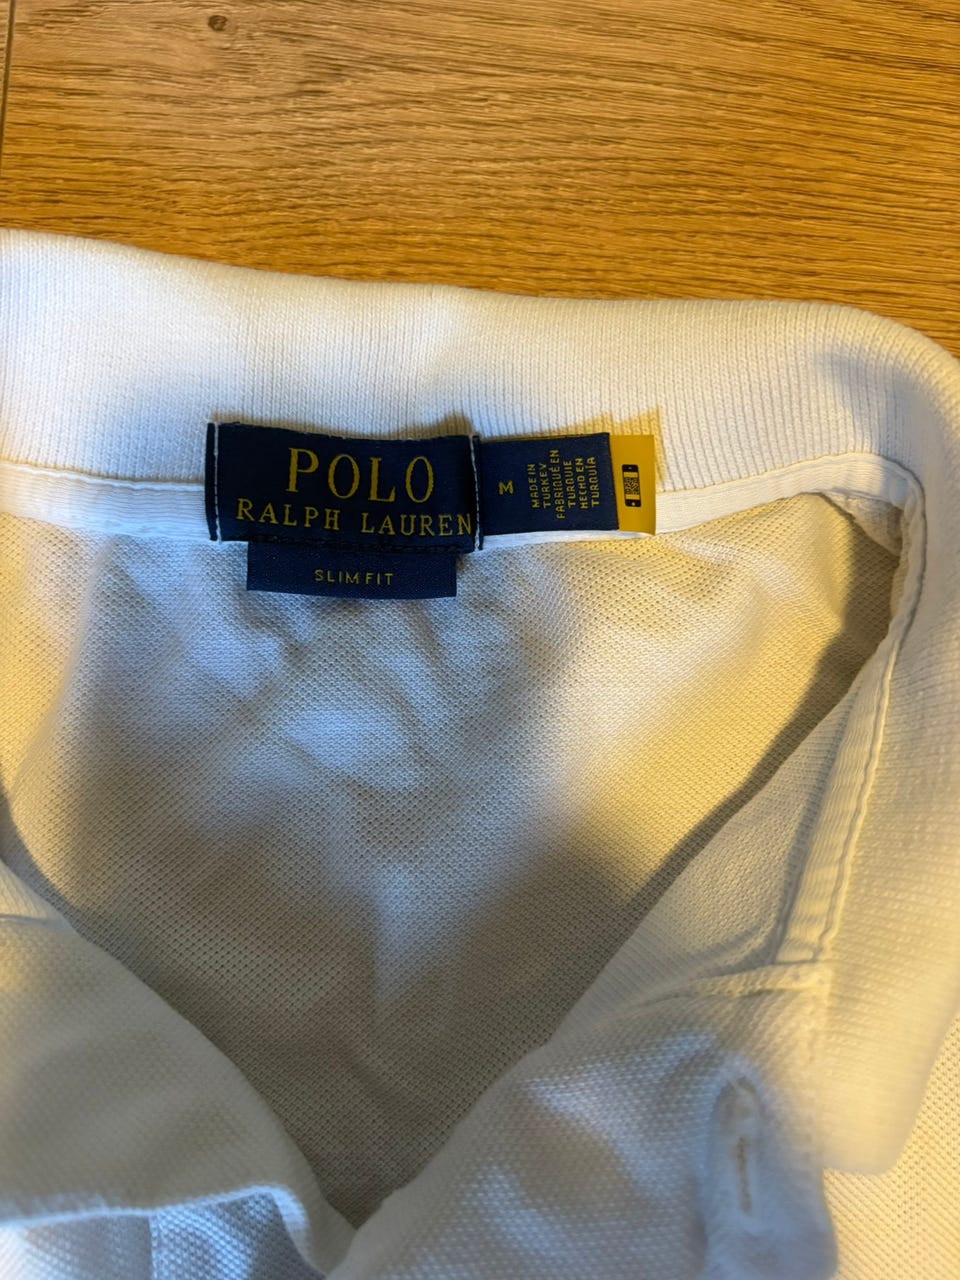 POLO
RALPH LAUREN
SLIM FIT
M
MADE IN
TURKEY
FABRIQUÉ EN
TURQUIE
HECHO EN
TURQUÍA